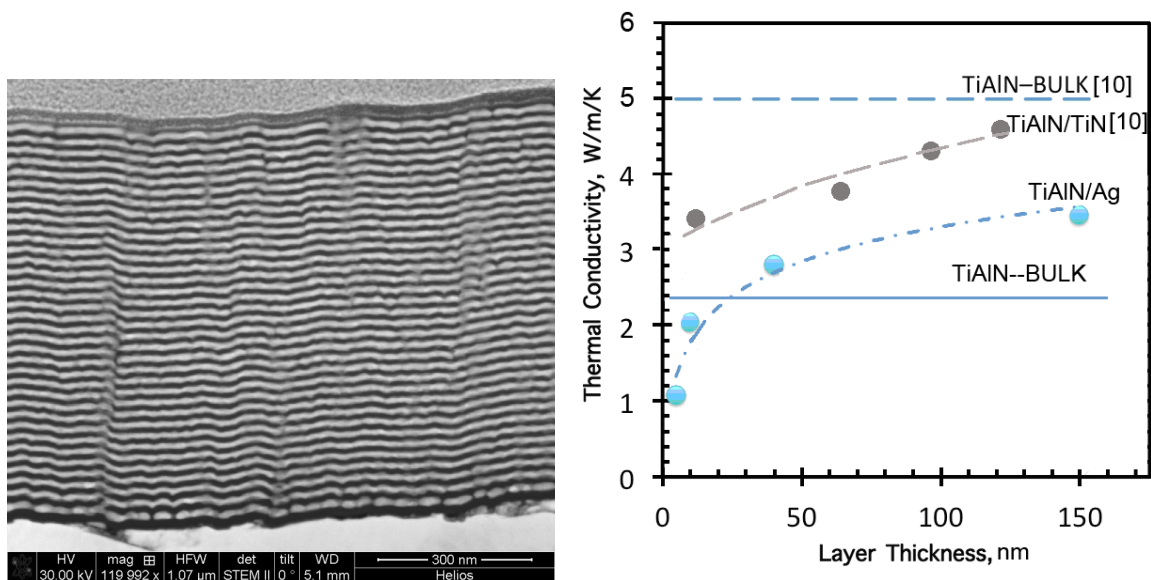 HV mag HFW det tilt WD 300 nm
30.00 kV 119 992 x 1.07 µm STEM II 0 ° 5.1 mm Helios
6
5
4
3
2
1
0
Thermal Conductivity, W/m/K
TiAlN–BULK [10]
TiAlN/TiN [10]
TiAlN/Ag
TiAlN--BULK
0 50 100 150
Layer Thickness, nm